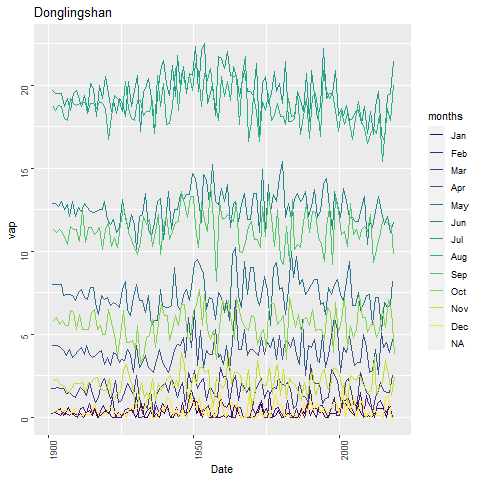 Donglingshan
20
15
10
5
0
vap
1900
1950
2000
Date
months
Jan
Feb
Mar
Apr
May
Jun
Jul
Aug
Sep
Oct
Nov
Dec
NA